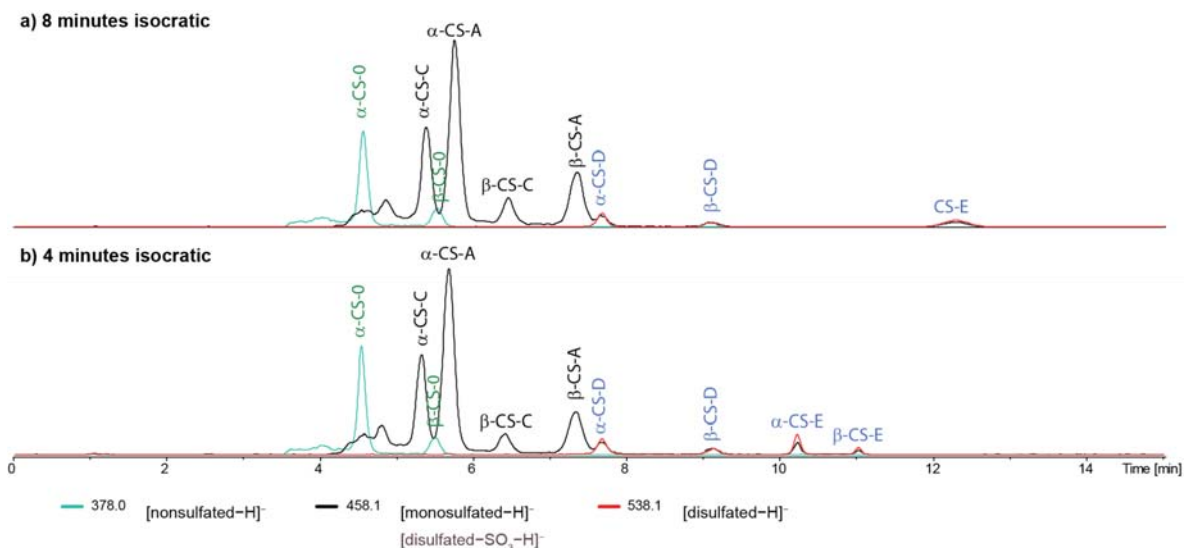 a) 8 minutes isocratic
α-CS-0
α-CS-C
β-CS-0
α-CS-A
β-CS-C
β-CS-A
α-CS-D
β-CS-D
CS-E
b) 4 minutes isocratic
α-CS-0
α-CS-C
β-CS-0
α-CS-A
β-CS-C
β-CS-A
α-CS-D
β-CS-D
α-CS-E
β-CS-E
0 2 4 6 8 10 12 14 Time [min]
378.0 [nonsulfated−H]⁻ 458.1 [monosulfated−H]⁻ 538.1 [disulfated−H]⁻
[disulfated−SO₃−H]⁻